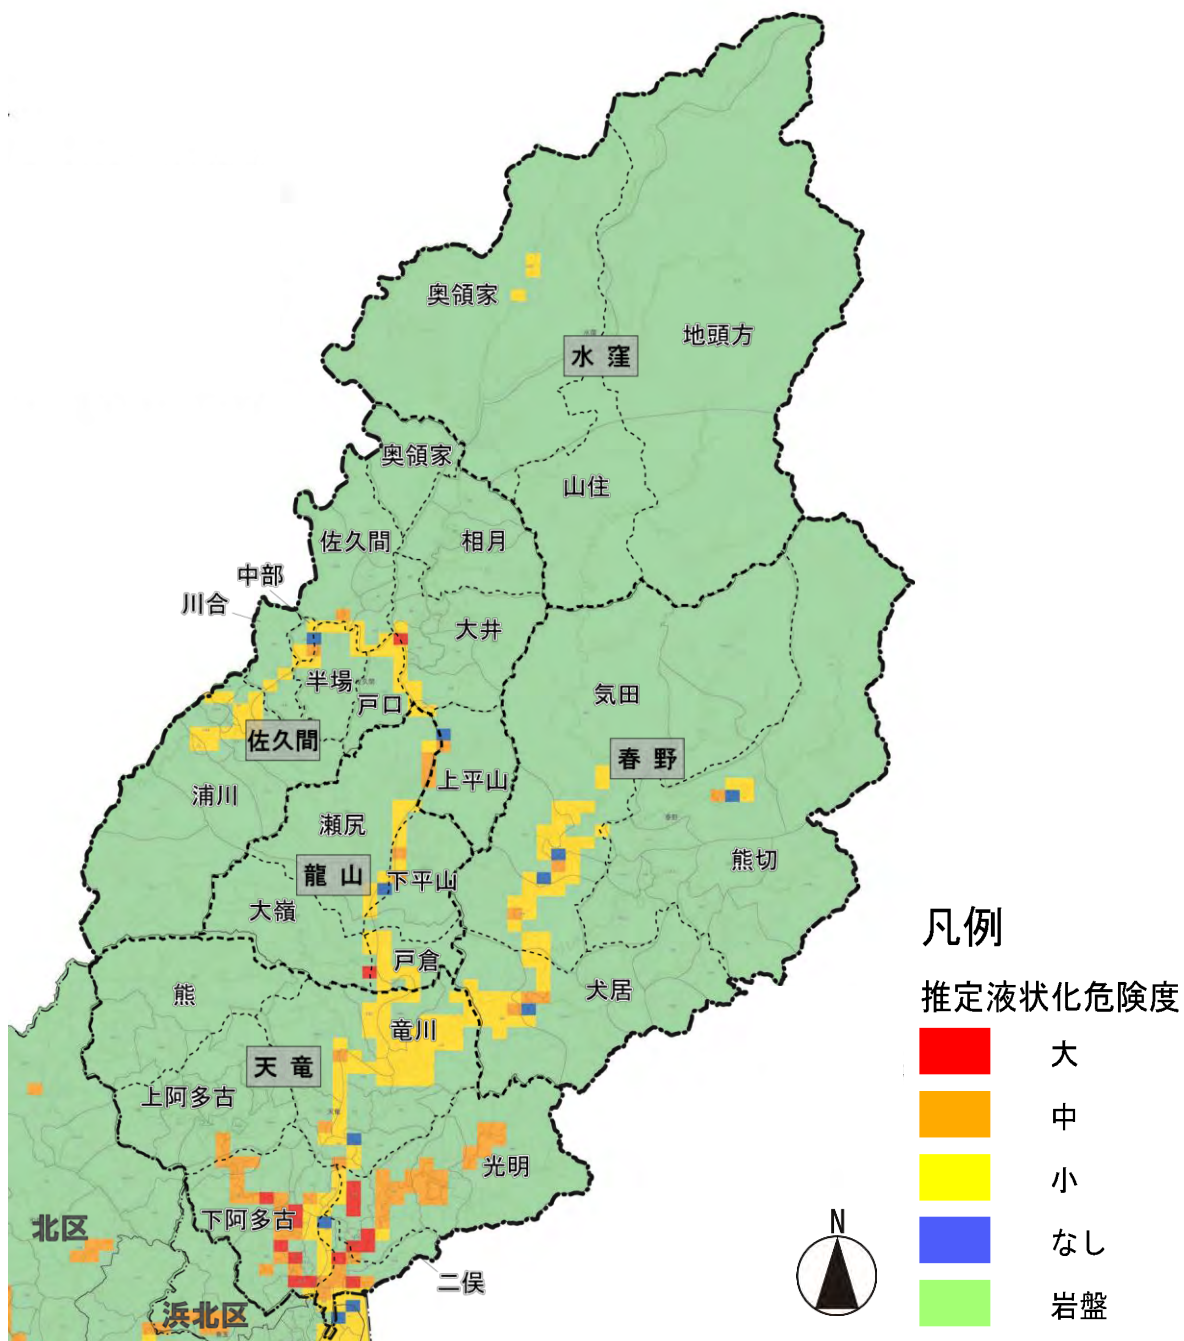 奥領家
地頭方
水窪
奥領家
山住
佐久間
相月
中部
川合
大井
半場
戸口
気田
佐久間
春野
上平山
浦川
瀬尻
熊切
龍山
下平山
大嶺
凡例
戸倉
犬居
熊
推定液状化危険度
竜川
大
天竜
上阿多古
中
光明
小
下阿多古
北区
N
なし
二俣
浜北区
岩盤